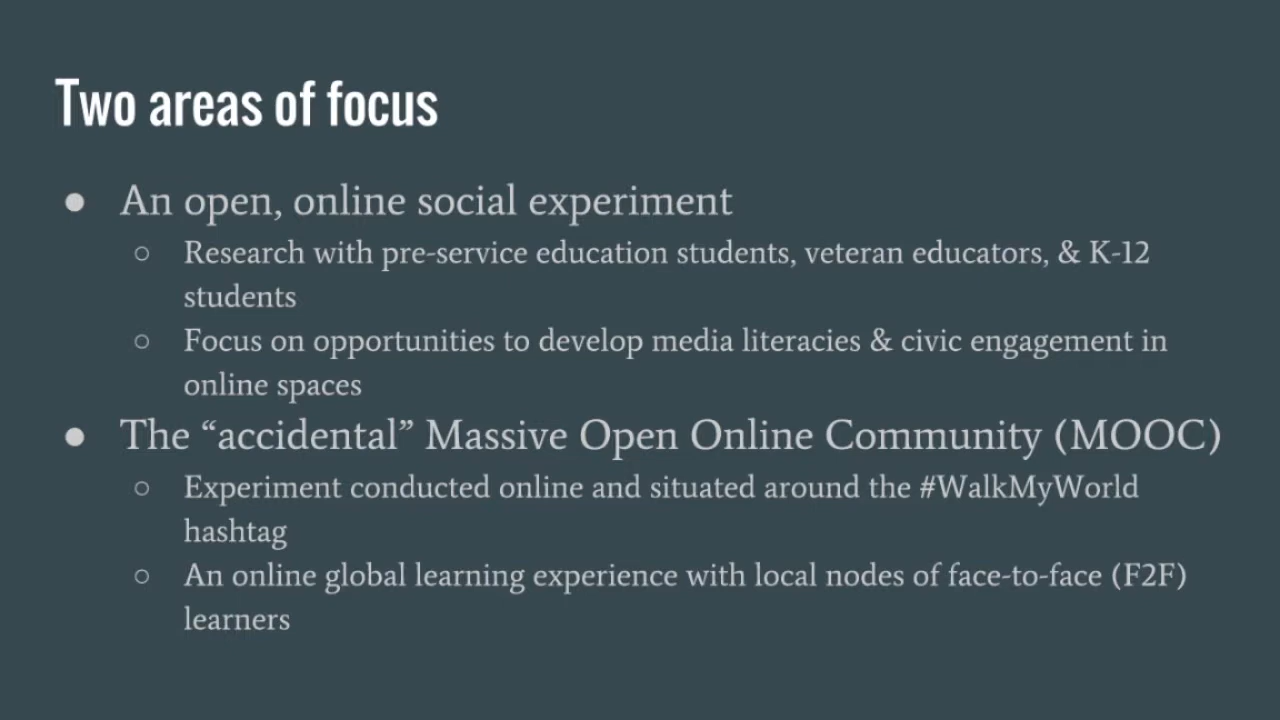 Two areas of focus
● An open, online social experiment
○ Research with pre-service education students, veteran educators, & K-12
students
○ Focus on opportunities to develop media literacies & civic engagement in
online spaces
● The “accidental” Massive Open Online Community (MOOC)
○ Experiment conducted online and situated around the #WalkMyWorld
hashtag
○ An online global learning experience with local nodes of face-to-face (F2F)
learners